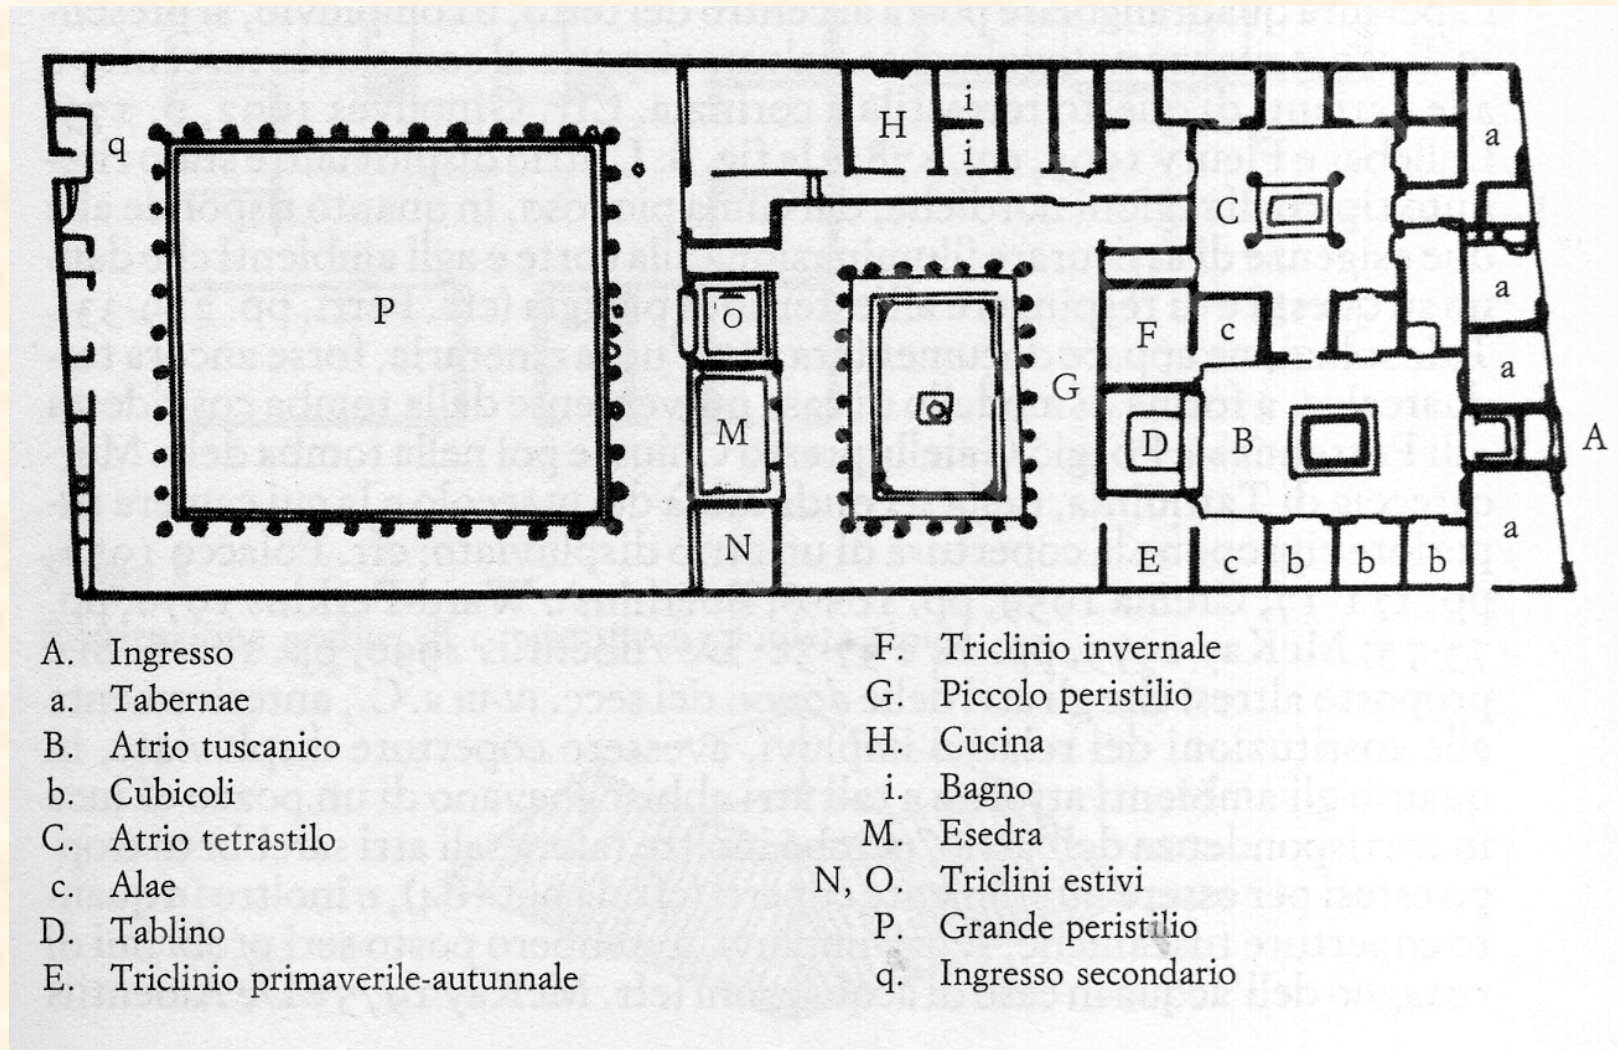 q
P
H
i
i
O
M
N
G
F
D
E
C
c
B
c
b
b
b
a
a
a
a
A
A. Ingresso
a. Tabernae
B. Atrio tuscanico
b. Cubicoli
C. Atrio tetrastilo
c. Alae
D. Tablino
E. Triclinio primaverile-autunnale
F. Triclinio invernale
G. Piccolo peristilio
H. Cucina
i. Bagno
M. Esedra
N, O. Triclini estivi
P. Grande peristilio
q. Ingresso secondario